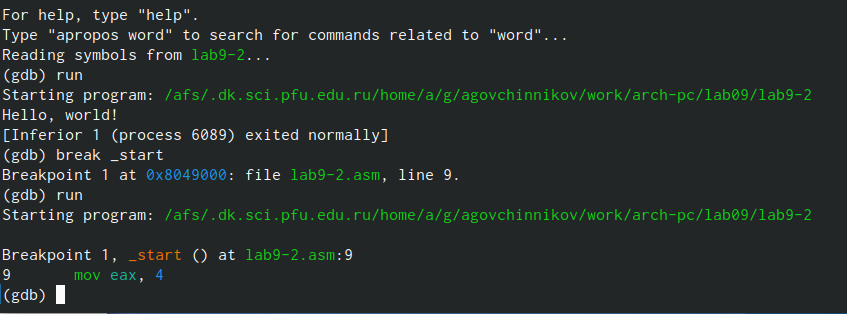 For help, type "help".
Type "apropos word" to search for commands related to "word"...
Reading symbols from lab9-2...
(gdb) run
Starting program: /afs/.dk.sci.pfu.edu.ru/home/a/g/agovchinnikov/work/arch-pc/lab09/lab9-2
Hello, world!
[Inferior 1 (process 6089) exited normally]
(gdb) break _start
Breakpoint 1 at 0x8049000: file lab9-2.asm, line 9.
(gdb) run
Starting program: /afs/.dk.sci.pfu.edu.ru/home/a/g/agovchinnikov/work/arch-pc/lab09/lab9-2

Breakpoint 1, _start () at lab9-2.asm:9
9       mov eax, 4
(gdb)